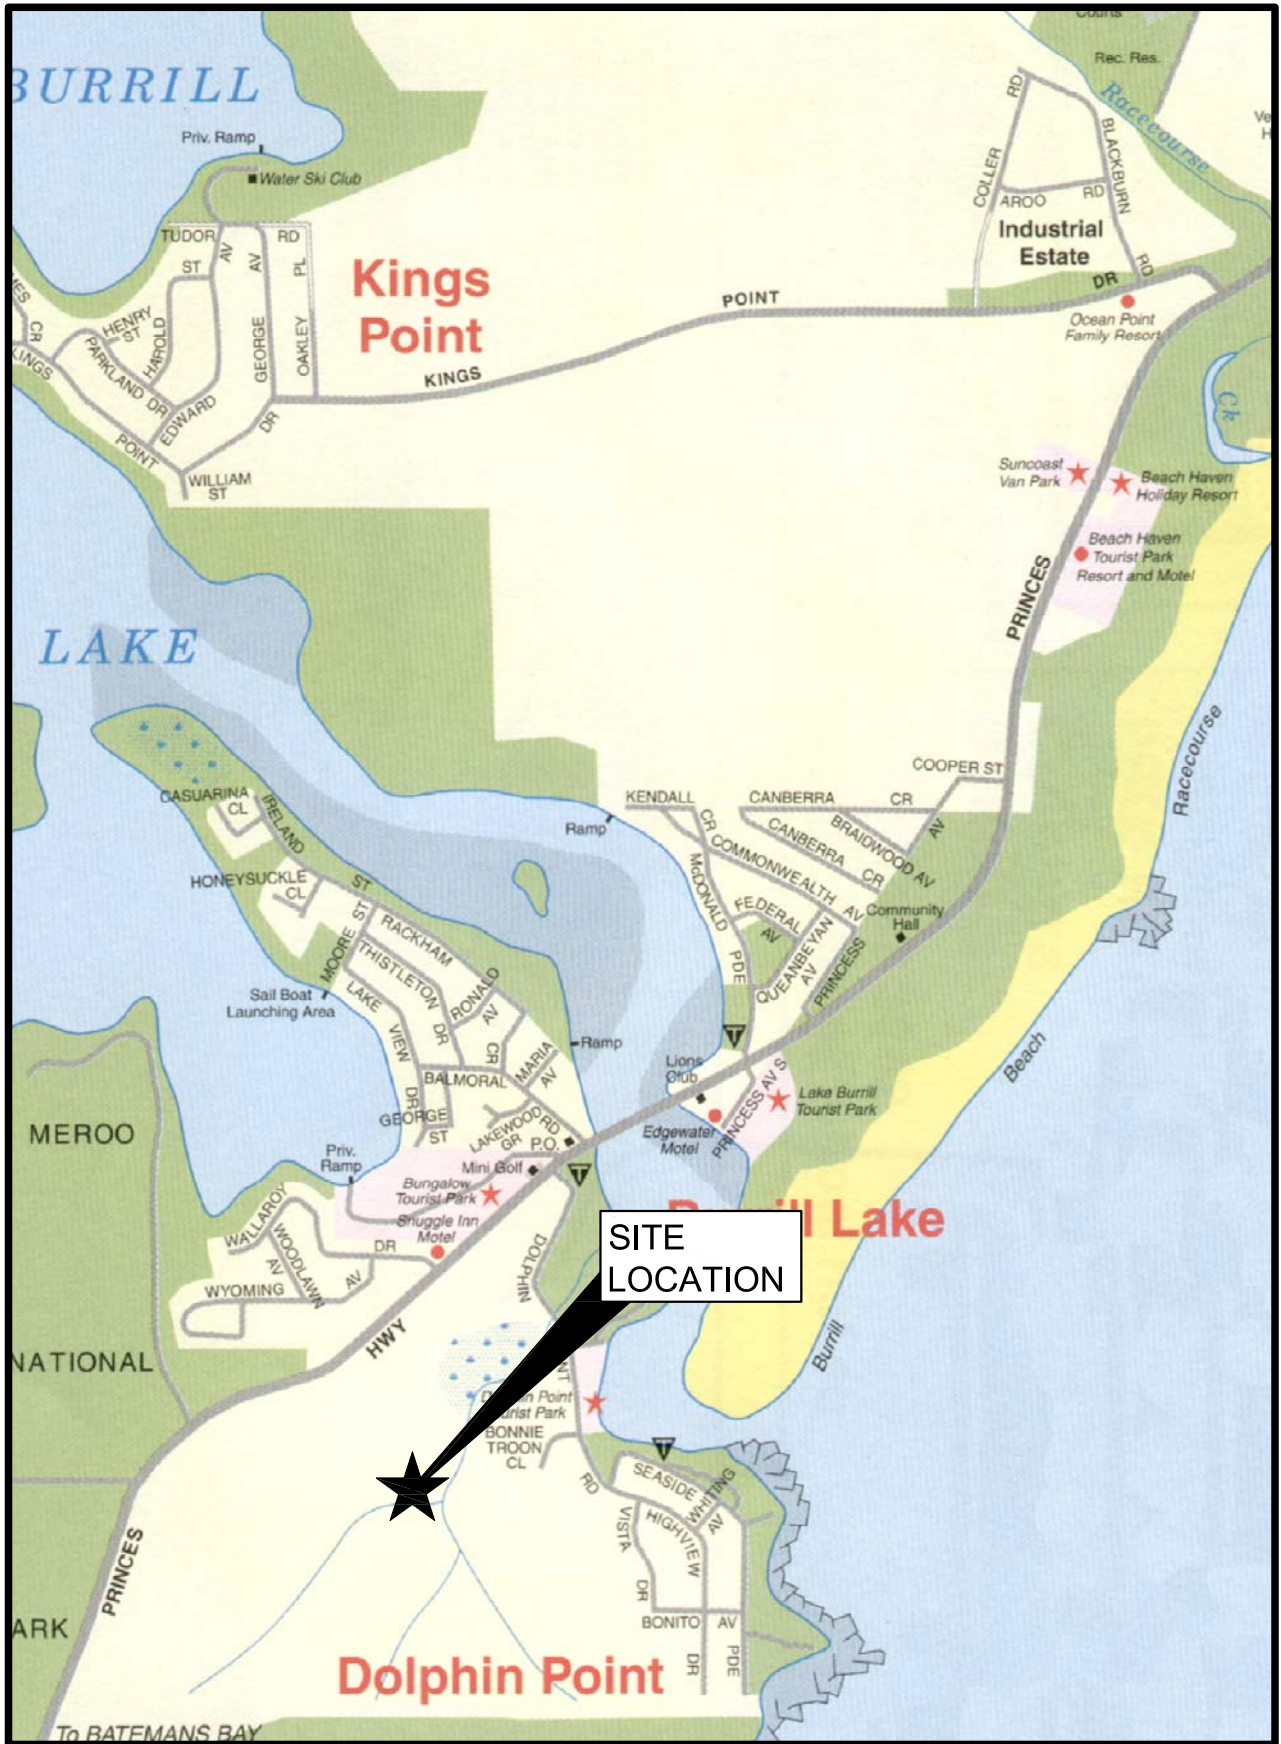 Courts
Rec. Res.
BURRILL
Racecourse
Priv. Ramp
Water Ski Club
COLLER
RD
BLACKBURN
RD
AROO
RD
Industrial
Estate
TUDOR
RD
ST
AV
AV
PL
Kings
Point
POINT
DR
Ocean Point
Family Resort
HENRY
ST
HAROLD
CR
KINGS
PARKLAND DR
GEORGE
OAKLEY
KINGS
EDWARD
DR
POINT
WILLIAM
ST
Ck
Suncoast
Van Park
Beach Haven
Holiday Resort
Beach Haven
Tourist Park
Resort and Motel
PRINCES
LAKE
Racecourse
COOPER ST
CASUARINA
CL
IRELAND
ST
KENDALL
CR
CANBERRA
CR
Ramp
BRAIDWOOD AV
AV
CANBERRA
CR
COMMONWEALTH
AV
McDONALD
PDE
HONEYSUCKLE
CL
FEDERAL
AV
Community
Hall
MOORE ST
RACKHAM
THISTLETON
DR
RONALD
AV
QUEANBEYAN
AV
PRINCESS
Sail Boat
Launching Area
LAKE
VIEW
DR
CR
MARIA
AV
Ramp
T
Beach
Lions
Club
PRINCESS AV S
Lake Burrill
Tourist Park
BALMORAL
GEORGE
ST
LAKEWOOD
GR
RD
P.O.
Edgewater
Motel
MEROO
Priv.
Ramp
Mini Golf
T
Bungalow
Tourist Park
Snuggle Inn
Motel
WALLAROY
WOODLAWN
AV
DR
AV
WYOMING
DOLPHIN
Lake
SITE
LOCATION
HWY
Burrill
NATIONAL
Point
BONNIE
TROON
CL
T
RD
SEASIDE
WHITING
AV
VISTA
DR
HIGHVIEW
PRINCES
BONITO
AV
DR
PDE
Dolphin Point
To BATEMANS BAY